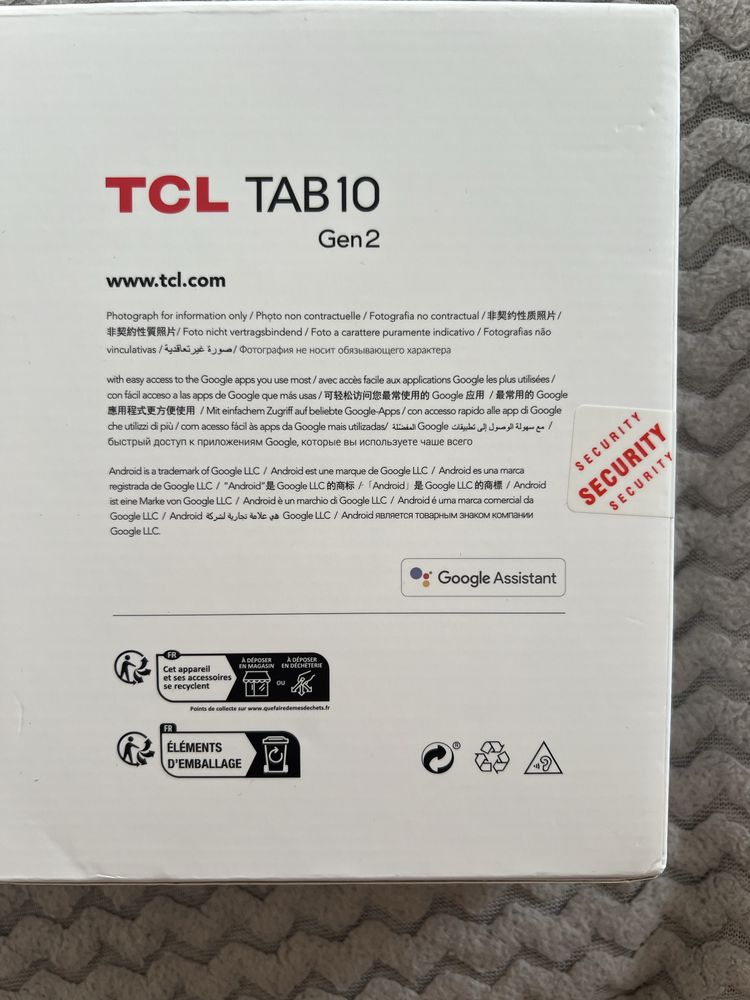 TCL TAB 10
Gen 2
www.tcl.com
Photograph for information only / Photo non contractuelle / Fotografia no contractual / 非契约性质照片 /
非契約性質照片 / Foto nicht vertragsbindend / Foto a carattere puramente indicativo / Fotografias não
vinculativas / صورة غير تعاقدية / Фотография не носит обязывающего характера
with easy access to the Google apps you use most / avec accès facile aux applications Google les plus utilisées /
con fácil acceso a las apps de Google que más usas / 可轻松访问您最常使用的 Google 应用 / 最常用的 Google
應用程式更方便使用 / Mit einfachem Zugriff auf beliebte Google-Apps / con accesso rapido alle app di Google
che utilizzi di più / com acesso fácil às apps da Google mais utilizadas/ مع سهولة الوصول إلى تطبيقات Google المفضّلة /
быстрый доступ к приложениям Google, которые вы используете чаще всего
Android is a trademark of Google LLC / Android est une marque de Google LLC / Android es una marca
registrada de Google LLC / "Android"是 Google LLC 的商标 /「Android」是 Google LLC 的商標 / Android
ist eine Marke von Google LLC / Android è un marchio di Google LLC / Android é uma marca comercial da
Google LLC / Android هي علامة تجارية لشركة Google LLC / Android является товарным знаком компании
Google LLC.
SECURITY
SECURITY
SECURITY
Google Assistant
FR
Cet appareil
et ses accessoires
se recyclent
À DÉPOSER
EN MAGASIN
OU
À DÉPOSER
EN DÉCHÈTERIE
Points de collecte sur www.quefairedemesdechets.fr
FR
ÉLÉMENTS
D'EMBALLAGE
®